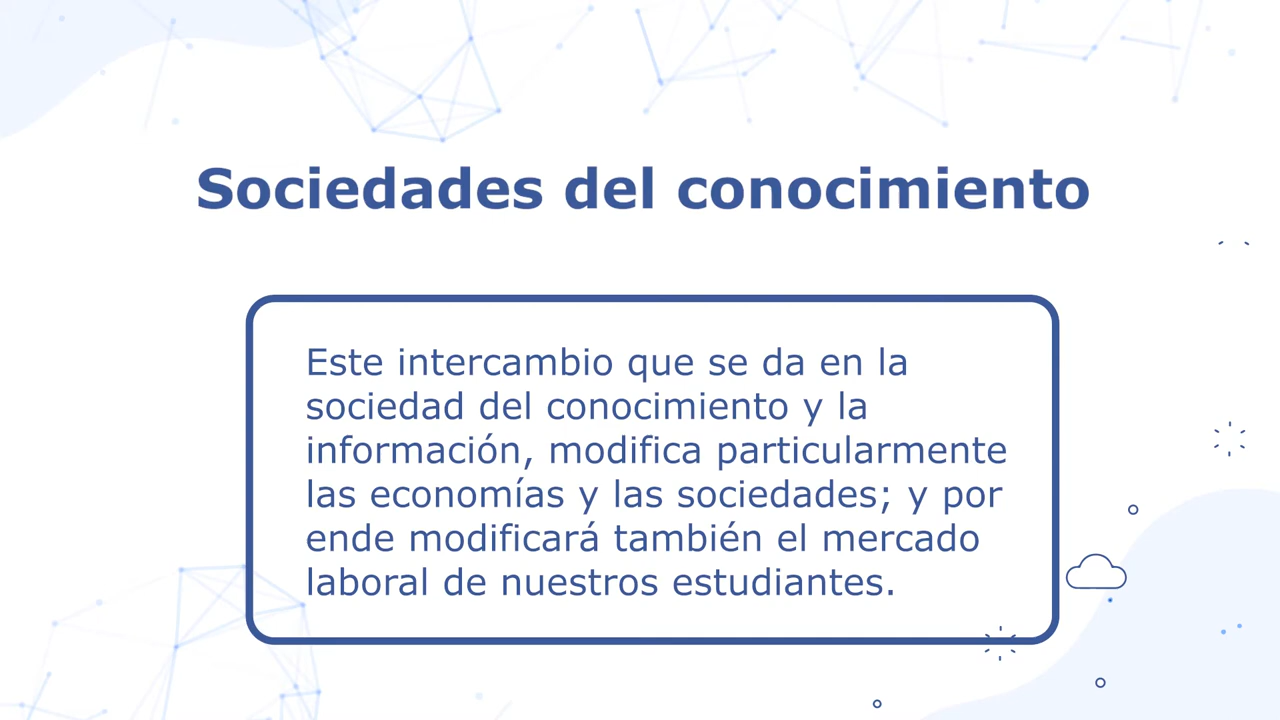 Sociedades del conocimiento
Este intercambio que se da en la
sociedad del conocimiento y la
información, modifica particularmente
las economías y las sociedades; y por
ende modificará también el mercado
laboral de nuestros estudiantes.